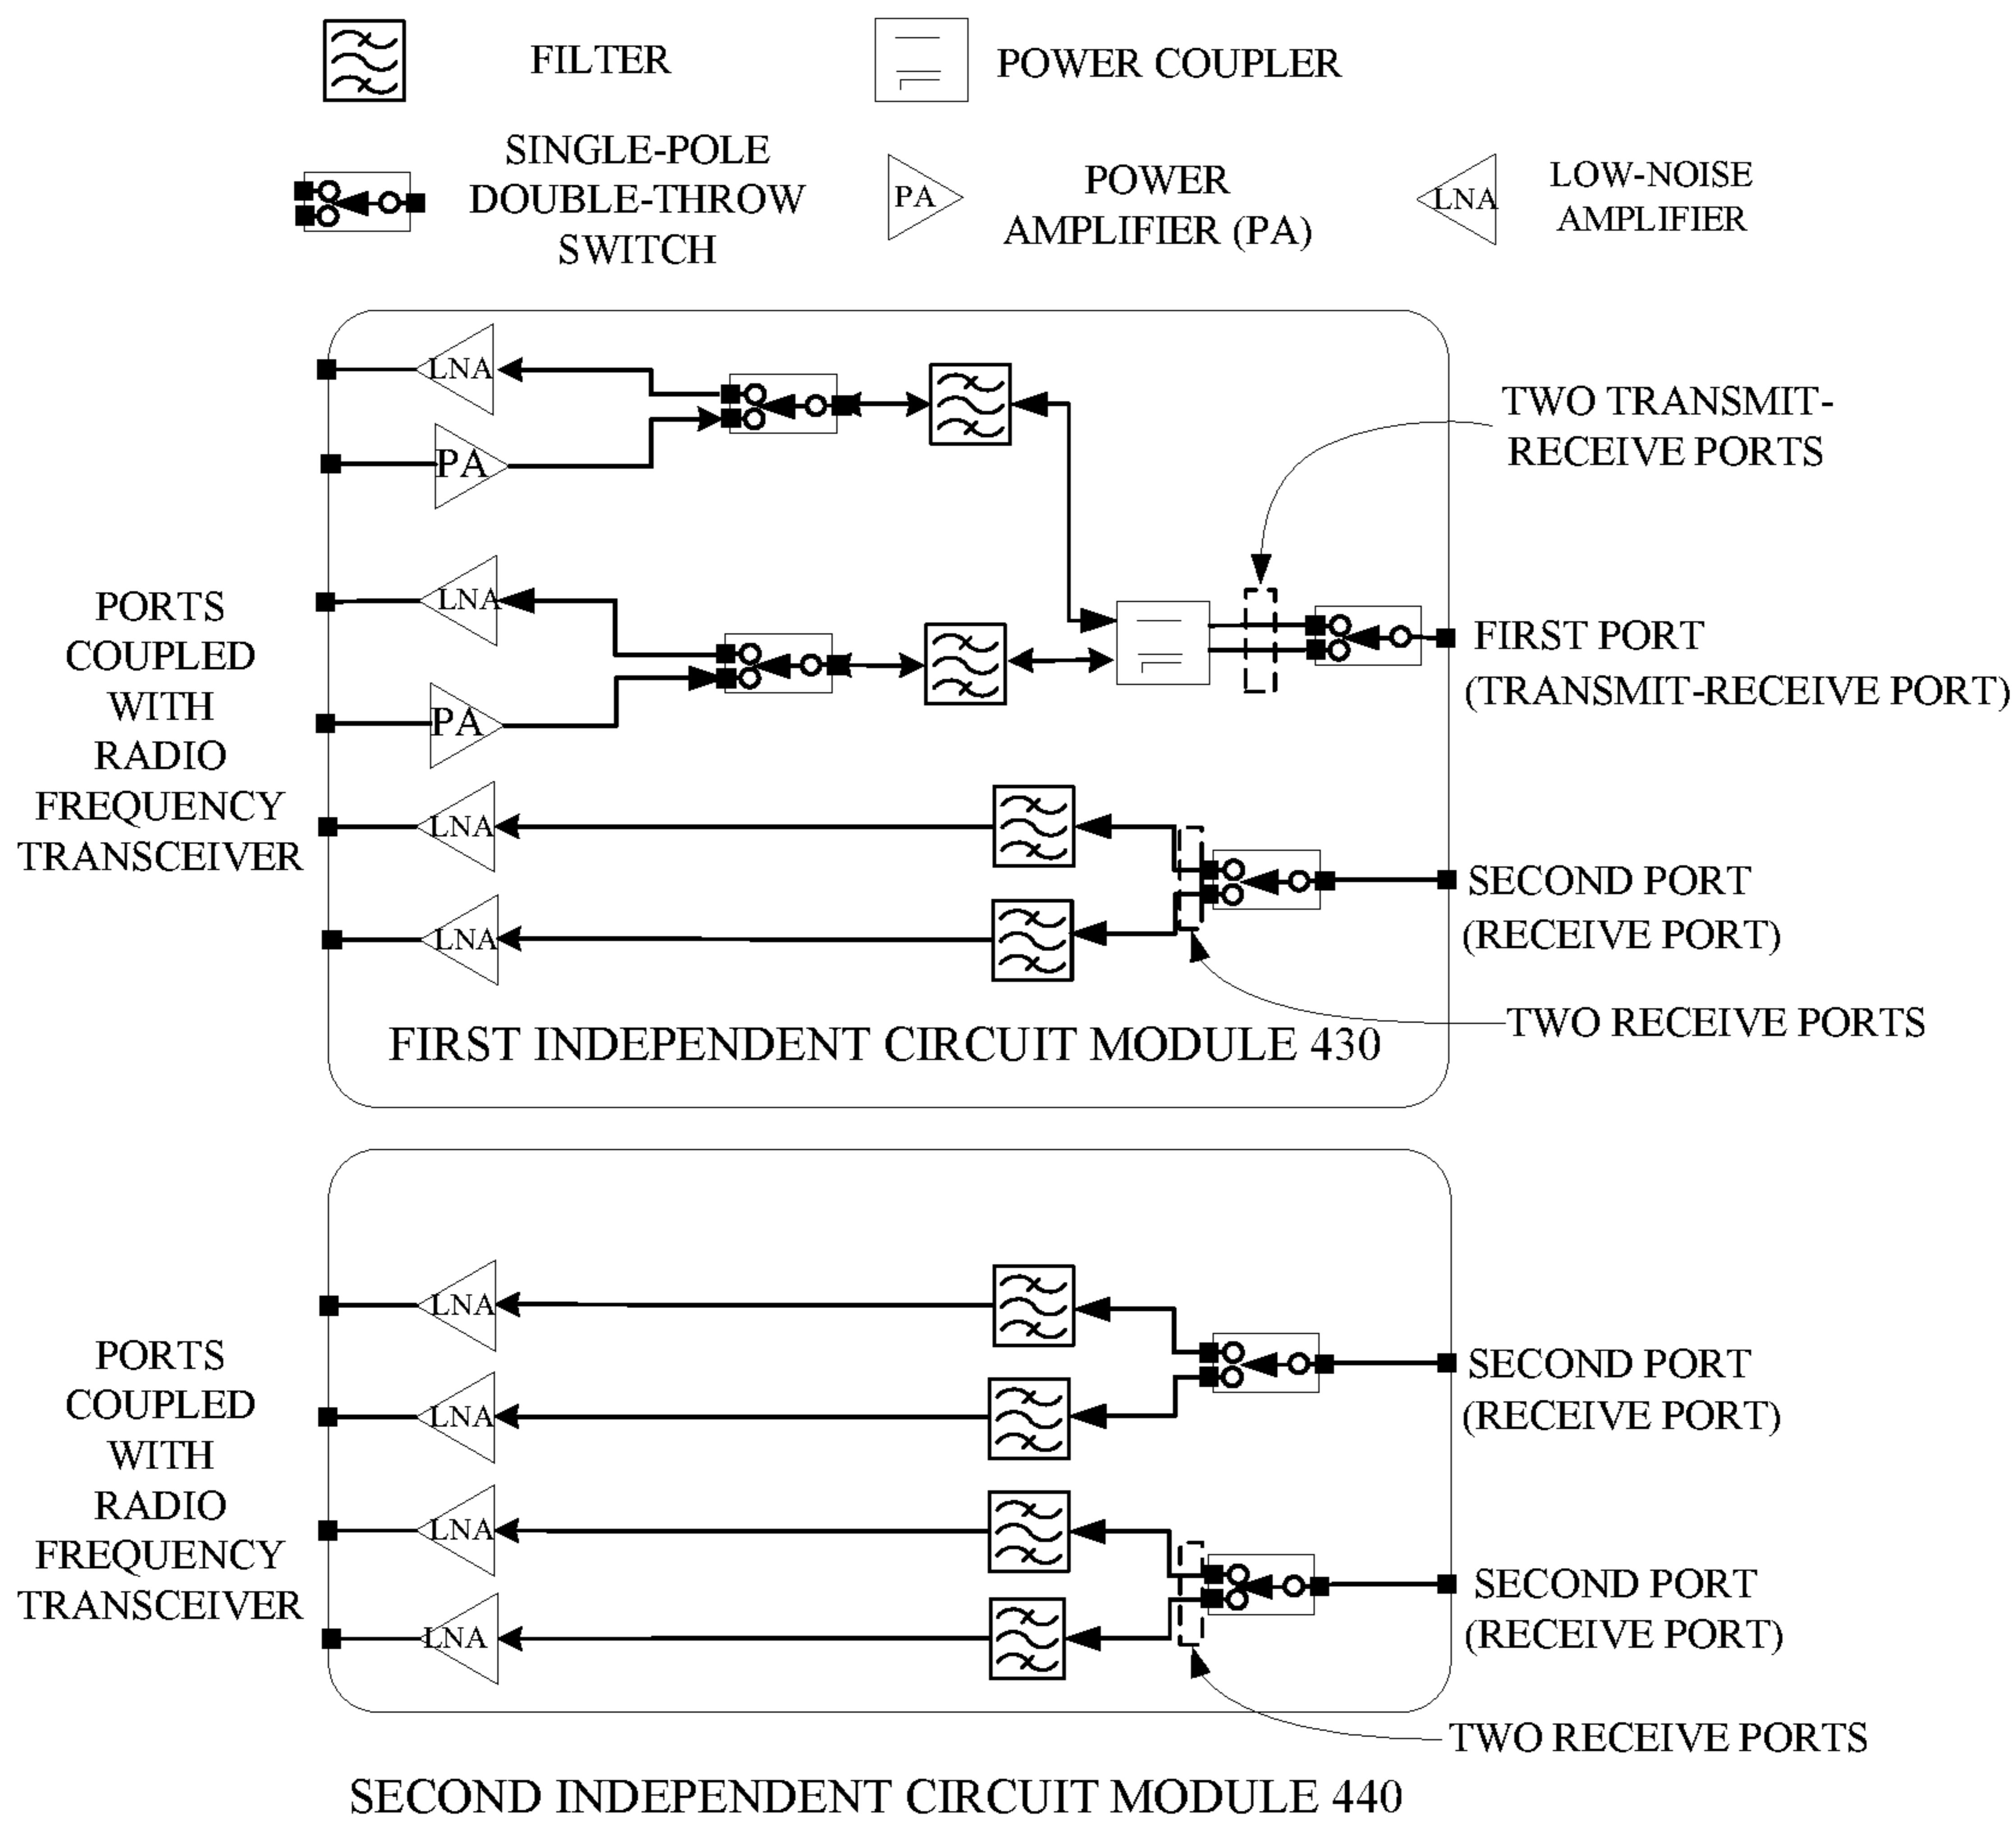 FILTER
POWER COUPLER
SINGLE-POLE
DOUBLE-THROW
SWITCH
PA
POWER
AMPLIFIER (PA)
LNA
LOW-NOISE
AMPLIFIER
LNA
PA
TWO TRANSMIT-
RECEIVE PORTS
PORTS
COUPLED
WITH
RADIO
FREQUENCY
TRANSCEIVER
LNA
PA
FIRST PORT
(TRANSMIT-RECEIVE PORT)
LNA
LNA
SECOND PORT
(RECEIVE PORT)
TWO RECEIVE PORTS
FIRST INDEPENDENT CIRCUIT MODULE 430
PORTS
COUPLED
WITH
RADIO
FREQUENCY
TRANSCEIVER
LNA
LNA
LNA
LNA
SECOND PORT
(RECEIVE PORT)
SECOND PORT
(RECEIVE PORT)
TWO RECEIVE PORTS
SECOND INDEPENDENT CIRCUIT MODULE 440